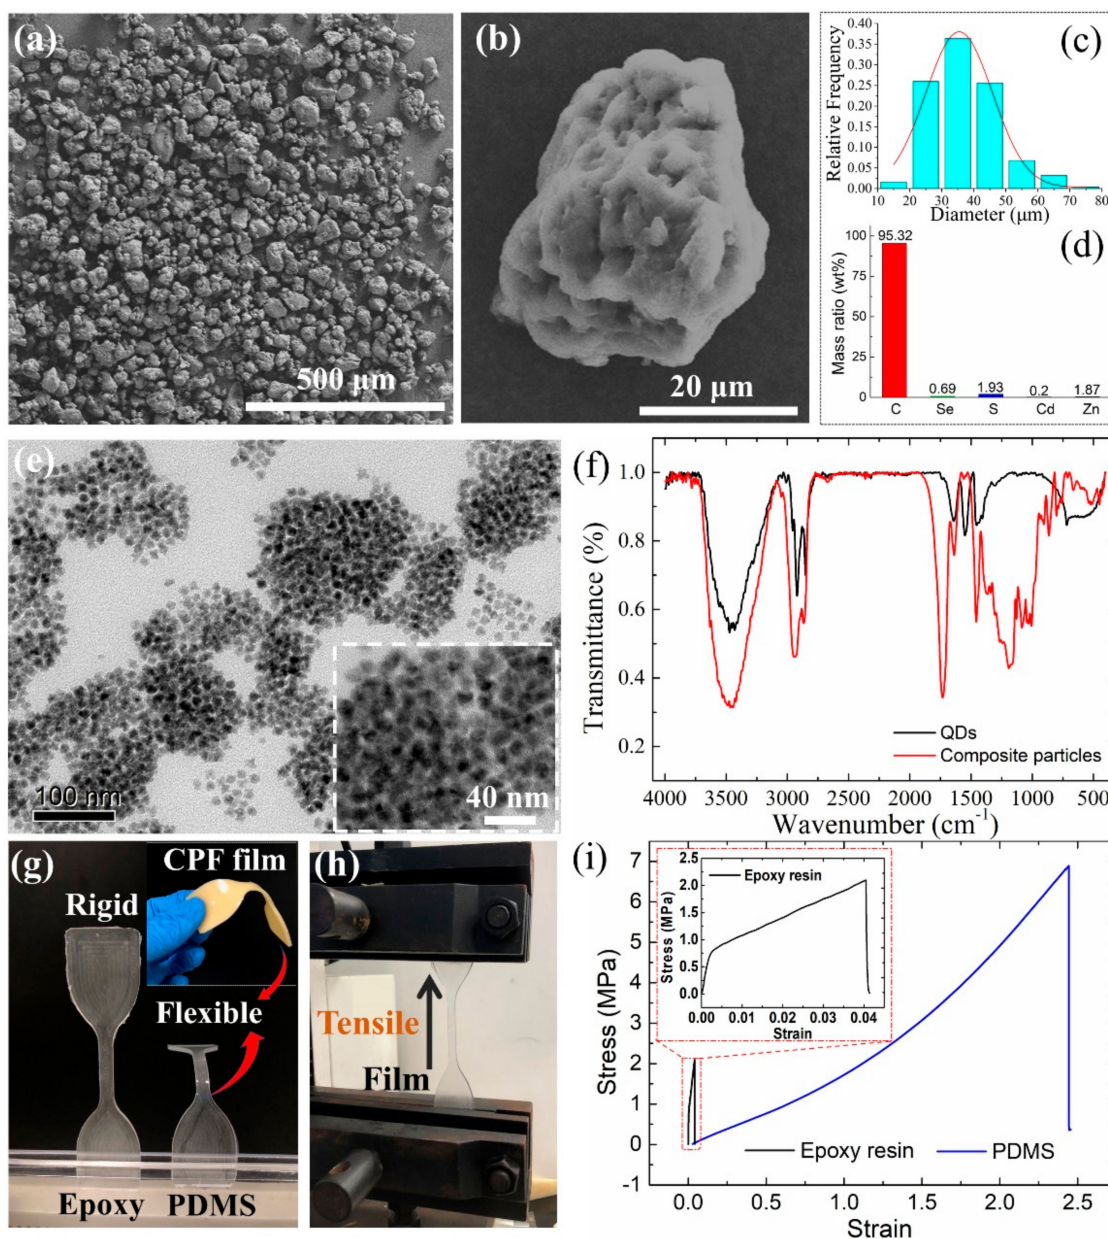 (a)
500 μm
(b)
20 μm
(c)
Relative Frequency
0.40
0.35
0.30
0.25
0.20
0.15
0.10
0.05
0.00
10 20 30 40 50 60 70 80
Diameter (μm)
(d)
Mass ratio (wt%)
100
75
50
25
0
95.32
0.69
1.93
0.2
1.87
C Se S Cd Zn
(e)
100 nm
40 nm
(f)
Transmittance (%)
1.0
0.8
0.6
0.4
0.2
QDs
Composite particles
4000 3500 3000 2500 2000 1500 1000 500
Wavenumber (cm-1)
(g)
CPF film
Rigid
Flexible
Epoxy PDMS
(h)
Tensile
Film
(i)
Stress (MPa)
7
6
5
4
3
2
1
0
-1
2.5
2.0
1.5
1.0
0.5
0.0
Stress (MPa)
Epoxy resin
0.00 0.01 0.02 0.03 0.04
Strain
Epoxy resin PDMS
0.0 0.5 1.0 1.5 2.0 2.5
Strain